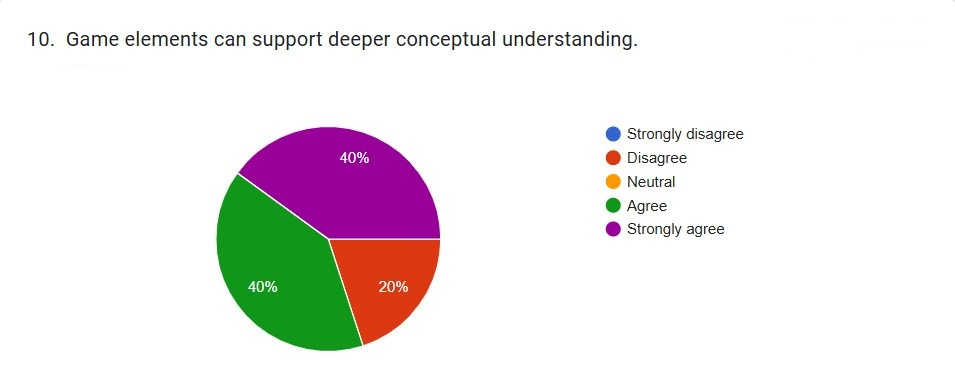 10. Game elements can support deeper conceptual understanding.
40%
40%
20%
Strongly disagree
Disagree
Neutral
Agree
Strongly agree